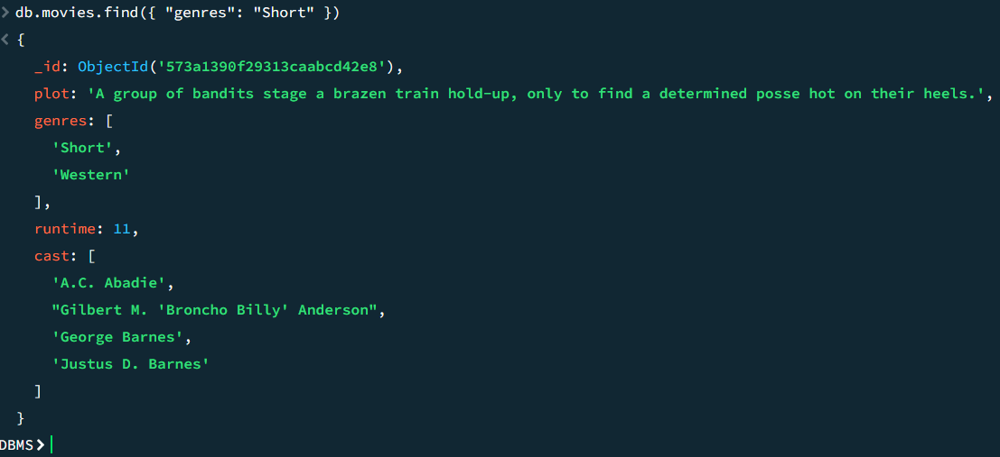 > db.movies.find({ "genres": "Short" })
< {
_id: ObjectId('573a1390f29313caabcd42e8'),
plot: 'A group of bandits stage a brazen train hold-up, only to find a determined posse hot on their heels.',
genres: [
'Short',
'Western'
],
runtime: 11,
cast: [
'A.C. Abadie',
"Gilbert M. 'Broncho Billy' Anderson",
'George Barnes',
'Justus D. Barnes'
]
}
DBMS>